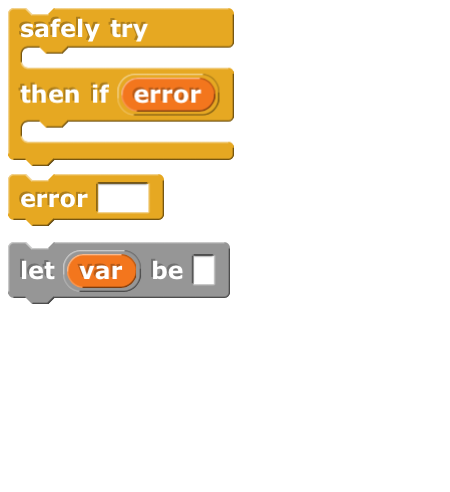 safely try
then if error
error
let var be